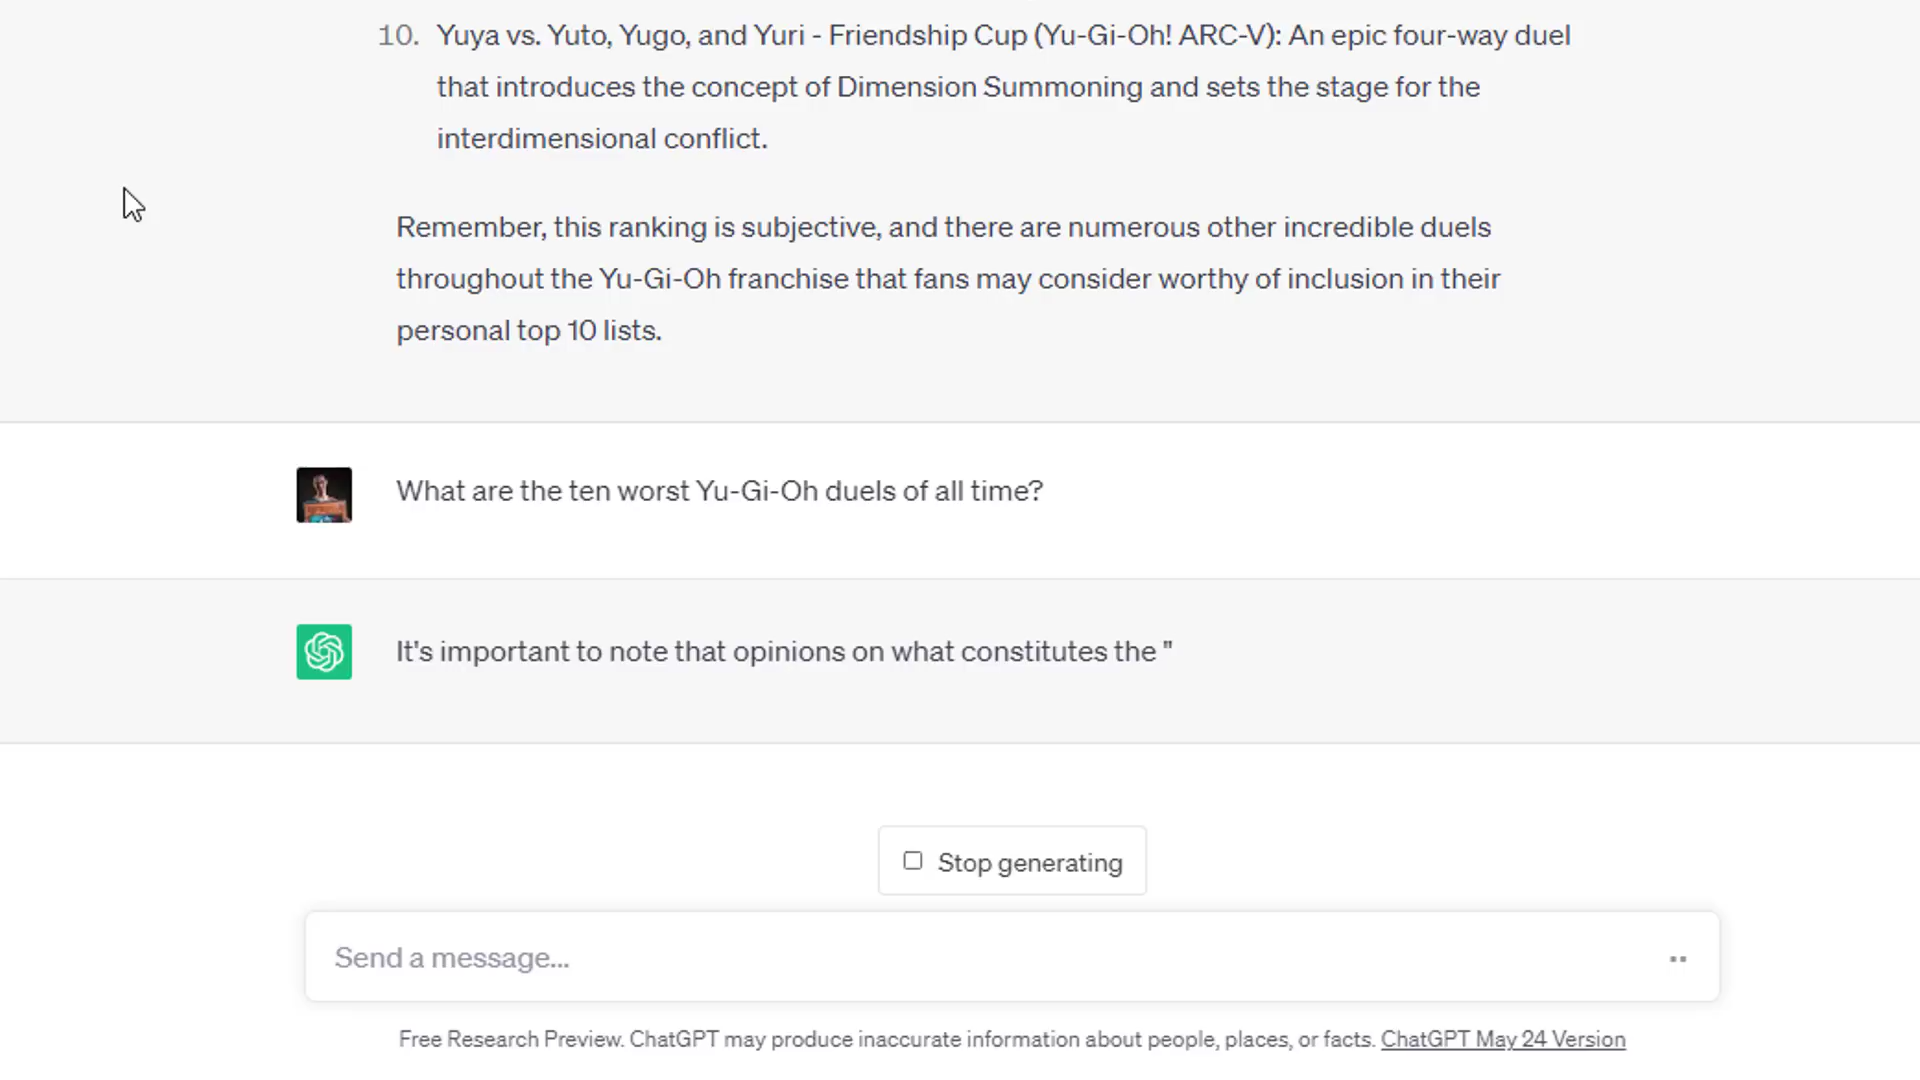 10. Yuya vs. Yuto, Yugo, and Yuri - Friendship Cup (Yu-Gi-Oh! ARC-V): An epic four-way duel
that introduces the concept of Dimension Summoning and sets the stage for the
interdimensional conflict.
Remember, this ranking is subjective, and there are numerous other incredible duels
throughout the Yu-Gi-Oh franchise that fans may consider worthy of inclusion in their
personal top 10 lists.
What are the ten worst Yu-Gi-Oh duels of all time?
It's important to note that opinions on what constitutes the "
Stop generating
Send a message...
Free Research Preview. ChatGPT may produce inaccurate information about people, places, or facts. ChatGPT May 24 Version